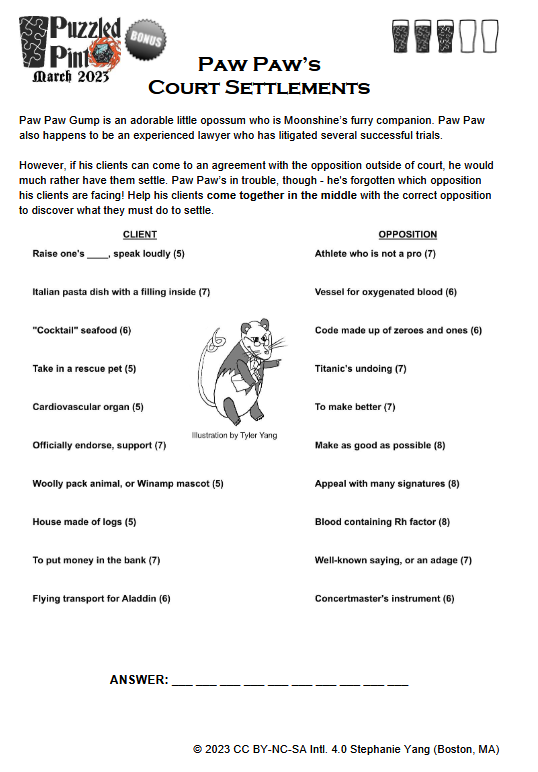 Puzzled
Pint
March 2023
BONUS
Paw Paw's
Court Settlements
Paw Paw Gump is an adorable little opossum who is Moonshine's furry companion. Paw Paw
also happens to be an experienced lawyer who has litigated several successful trials.
However, if his clients can come to an agreement with the opposition outside of court, he would
much rather have them settle. Paw Paw's in trouble, though - he's forgotten which opposition
his clients are facing! Help his clients come together in the middle with the correct opposition
to discover what they must do to settle.
CLIENT OPPOSITION
Raise one's ____, speak loudly (5) Athlete who is not a pro (7)
Italian pasta dish with a filling inside (7) Vessel for oxygenated blood (6)
"Cocktail" seafood (6) Code made up of zeroes and ones (6)
Take in a rescue pet (5) Titanic's undoing (7)
Cardiovascular organ (5) To make better (7)
Officially endorse, support (7) Make as good as possible (8)
Woolly pack animal, or Winamp mascot (5) Appeal with many signatures (8)
House made of logs (5) Blood containing Rh factor (8)
To put money in the bank (7) Well-known saying, or an adage (7)
Flying transport for Aladdin (6) Concertmaster's instrument (6)
Illustration by Tyler Yang
ANSWER: ___ ___ ___ ___ ___ ___ ___ ___ ___ ___
© 2023 CC BY-NC-SA Intl. 4.0 Stephanie Yang (Boston, MA)